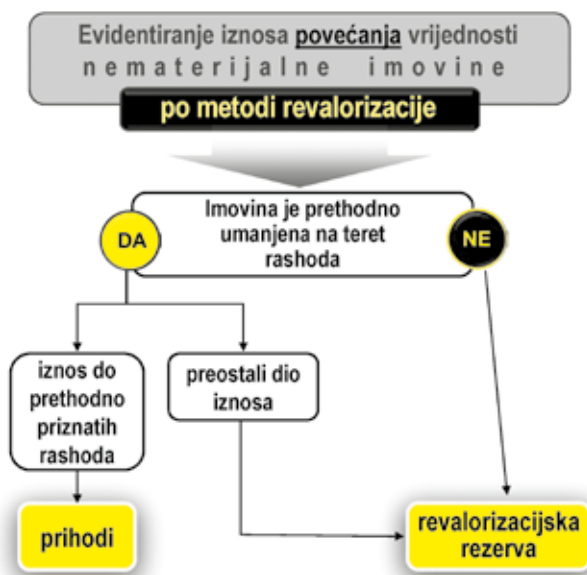 Evidentiranje iznosa povećanja vrijednosti
nematerijalne imovine
po metodi revalorizacije
Imovina je prethodno
umanjena na teret
rashoda
DA
NE
iznos do
prethodno
priznatih
rashoda
preostali dio
iznosa
prihodi
revalorizacijska
rezerva